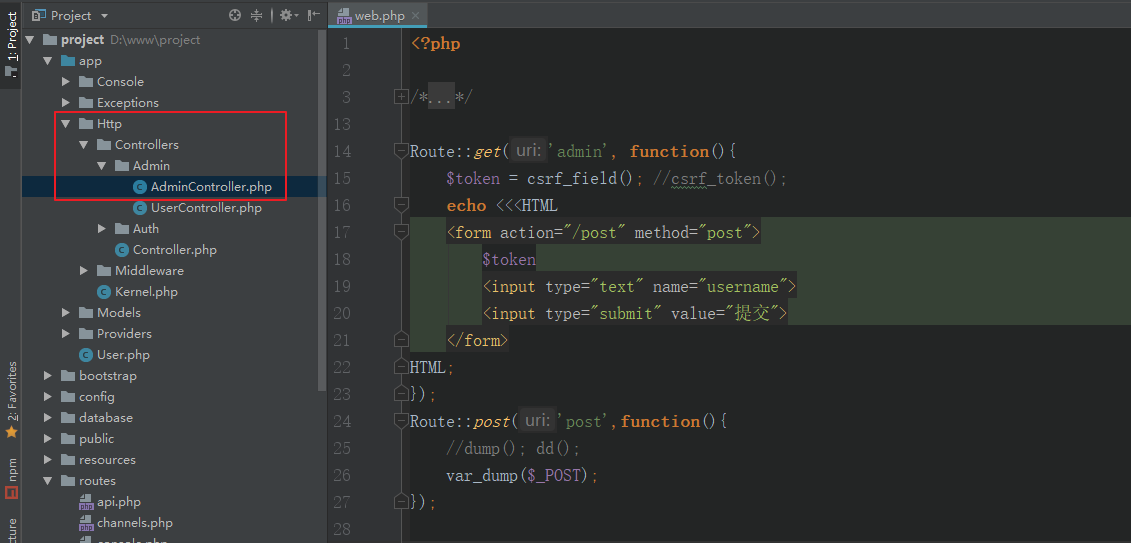 1: Project
2: Favorites
npm
cture
Project
project D:\www\project
app
Console
Exceptions
Http
Controllers
Admin
AdminController.php
UserController.php
Auth
Controller.php
Middleware
Kernel.php
Models
Providers
User.php
bootstrap
config
database
public
resources
routes
api.php
channels.php
console.php
web.php
1 <?php
2
3 /*...*/
13
14 Route::get( uri: 'admin', function(){
15 $token = csrf_field(); //csrf_token();
16 echo <<<HTML
17 <form action="/post" method="post">
18 $token
19 <input type="text" name="username">
20 <input type="submit" value="提交">
21 </form>
22 HTML;
23 });
24 Route::post( uri: 'post',function(){
25 //dump(); dd();
26 var_dump($_POST);
27 });
28